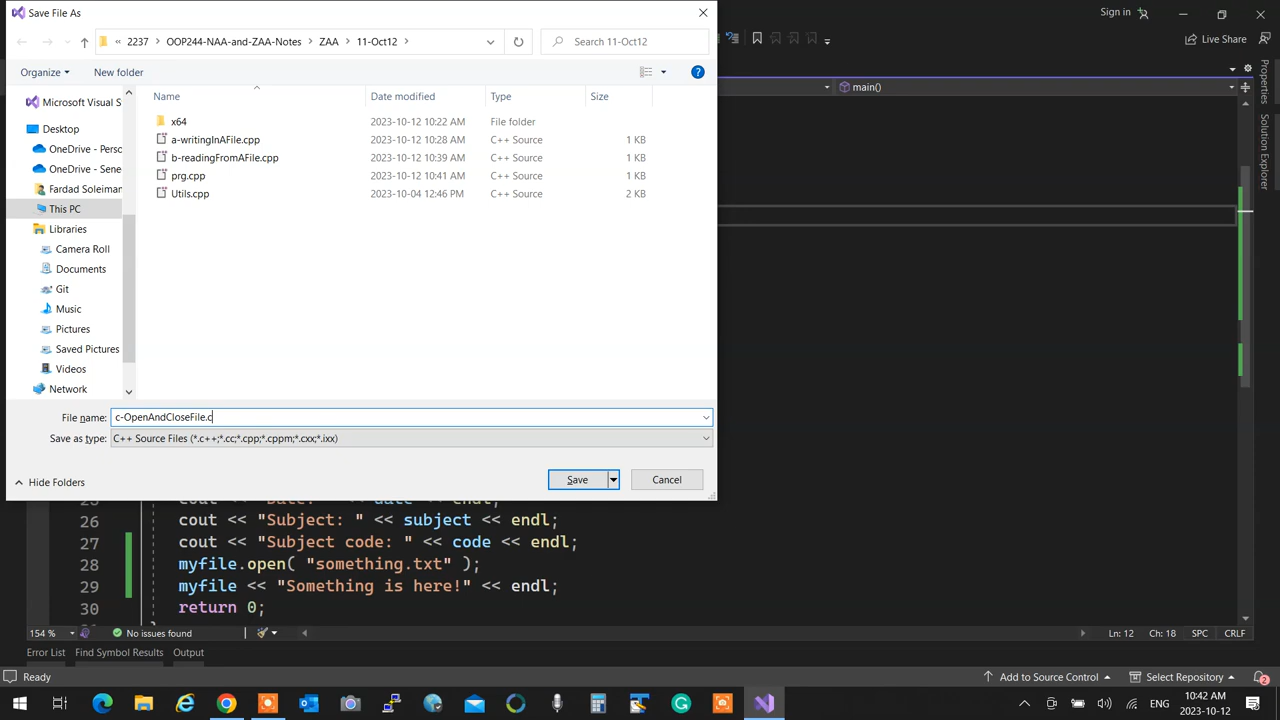 Save File As
Sign in
« 2237 > OOP244-NAA-and-ZAA-Notes > ZAA > 11-Oct12 >
Search 11-Oct12
Live Share
Organize
New folder
main()
Name
Date modified
Type
Size
Microsoft Visual S
Desktop
OneDrive - Perso
OneDrive - Sene
Fardad Soleiman
This PC
Libraries
Camera Roll
Documents
Git
Music
Pictures
Saved Pictures
Videos
Network
x64 2023-10-12 10:22 AM File folder
a-writingInAFile.cpp 2023-10-12 10:28 AM C++ Source 1 KB
b-readingFromAFile.cpp 2023-10-12 10:39 AM C++ Source 1 KB
prg.cpp 2023-10-12 10:41 AM C++ Source 1 KB
Utils.cpp 2023-10-04 12:46 PM C++ Source 2 KB
Properties
Solution Explorer
File name: c-OpenAndCloseFile.c
Save as type: C++ Source Files (*.c++;*.cc;*.cpp;*.cppm;*.cxx;*.ixx)
Hide Folders
Save
Cancel
26 cout << "Subject: " << subject << endl;
27 cout << "Subject code: " << code << endl;
28 myfile.open( "something.txt" );
29 myfile << "Something is here!" << endl;
30 return 0;
154 %
No issues found
Ln: 12 Ch: 18 SPC CRLF
Error List Find Symbol Results Output
Ready
Add to Source Control
Select Repository
2
ENG
10:42 AM
2023-10-12